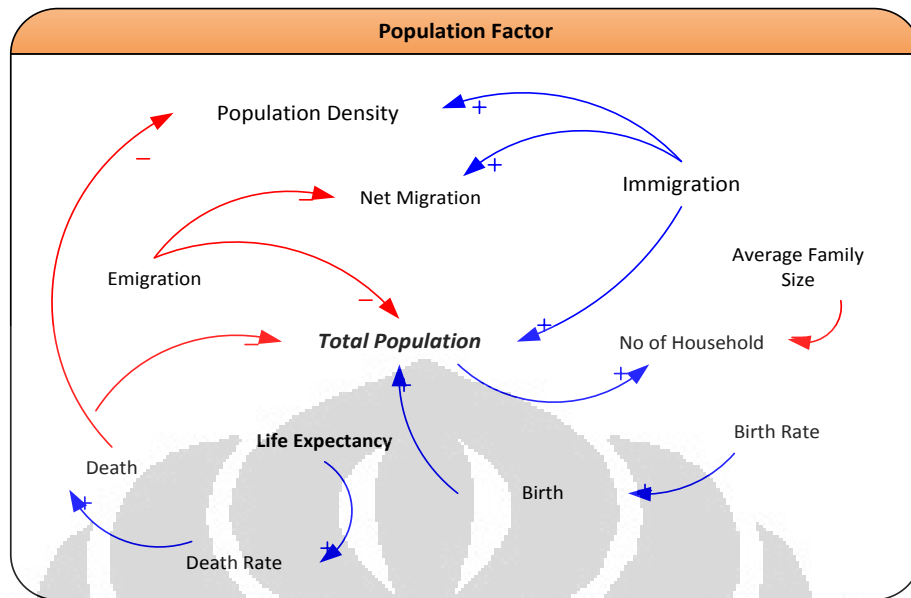 Population Factor
Population Density
+
−
+
Net Migration
Immigration
−
Emigration
Average Family
Size
−
+
Total Population
−
No of Household
−
+
+
Life Expectancy
Birth Rate
Death
Birth
+
+
+
Death Rate